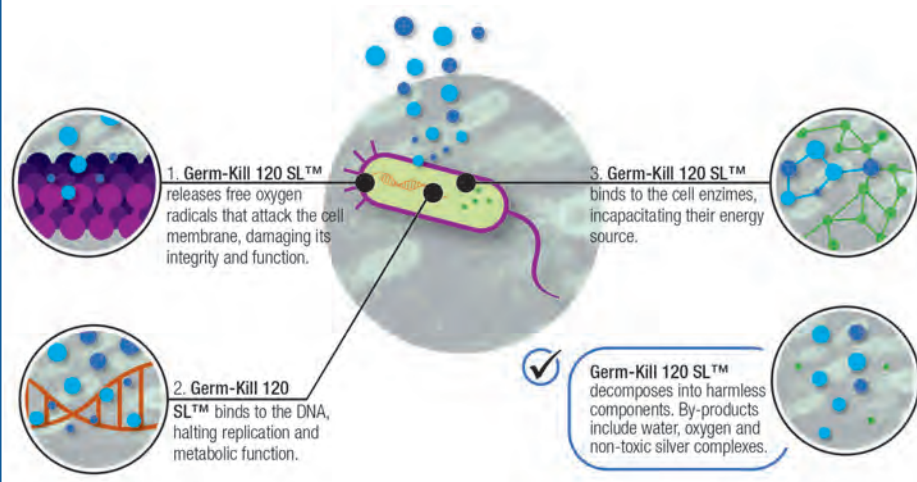 1. Germ-Kill 120 SL™
releases free oxygen
radicals that attack the cell
membrane, damaging its
integrity and function.
2. Germ-Kill 120
SL™ binds to the DNA,
halting replication and
metabolic function.
3. Germ-Kill 120 SL™
binds to the cell enzimes,
incapacitating their energy
source.
Germ-Kill 120 SL™
decomposes into harmless
components. By-products
include water, oxygen and
non-toxic silver complexes.